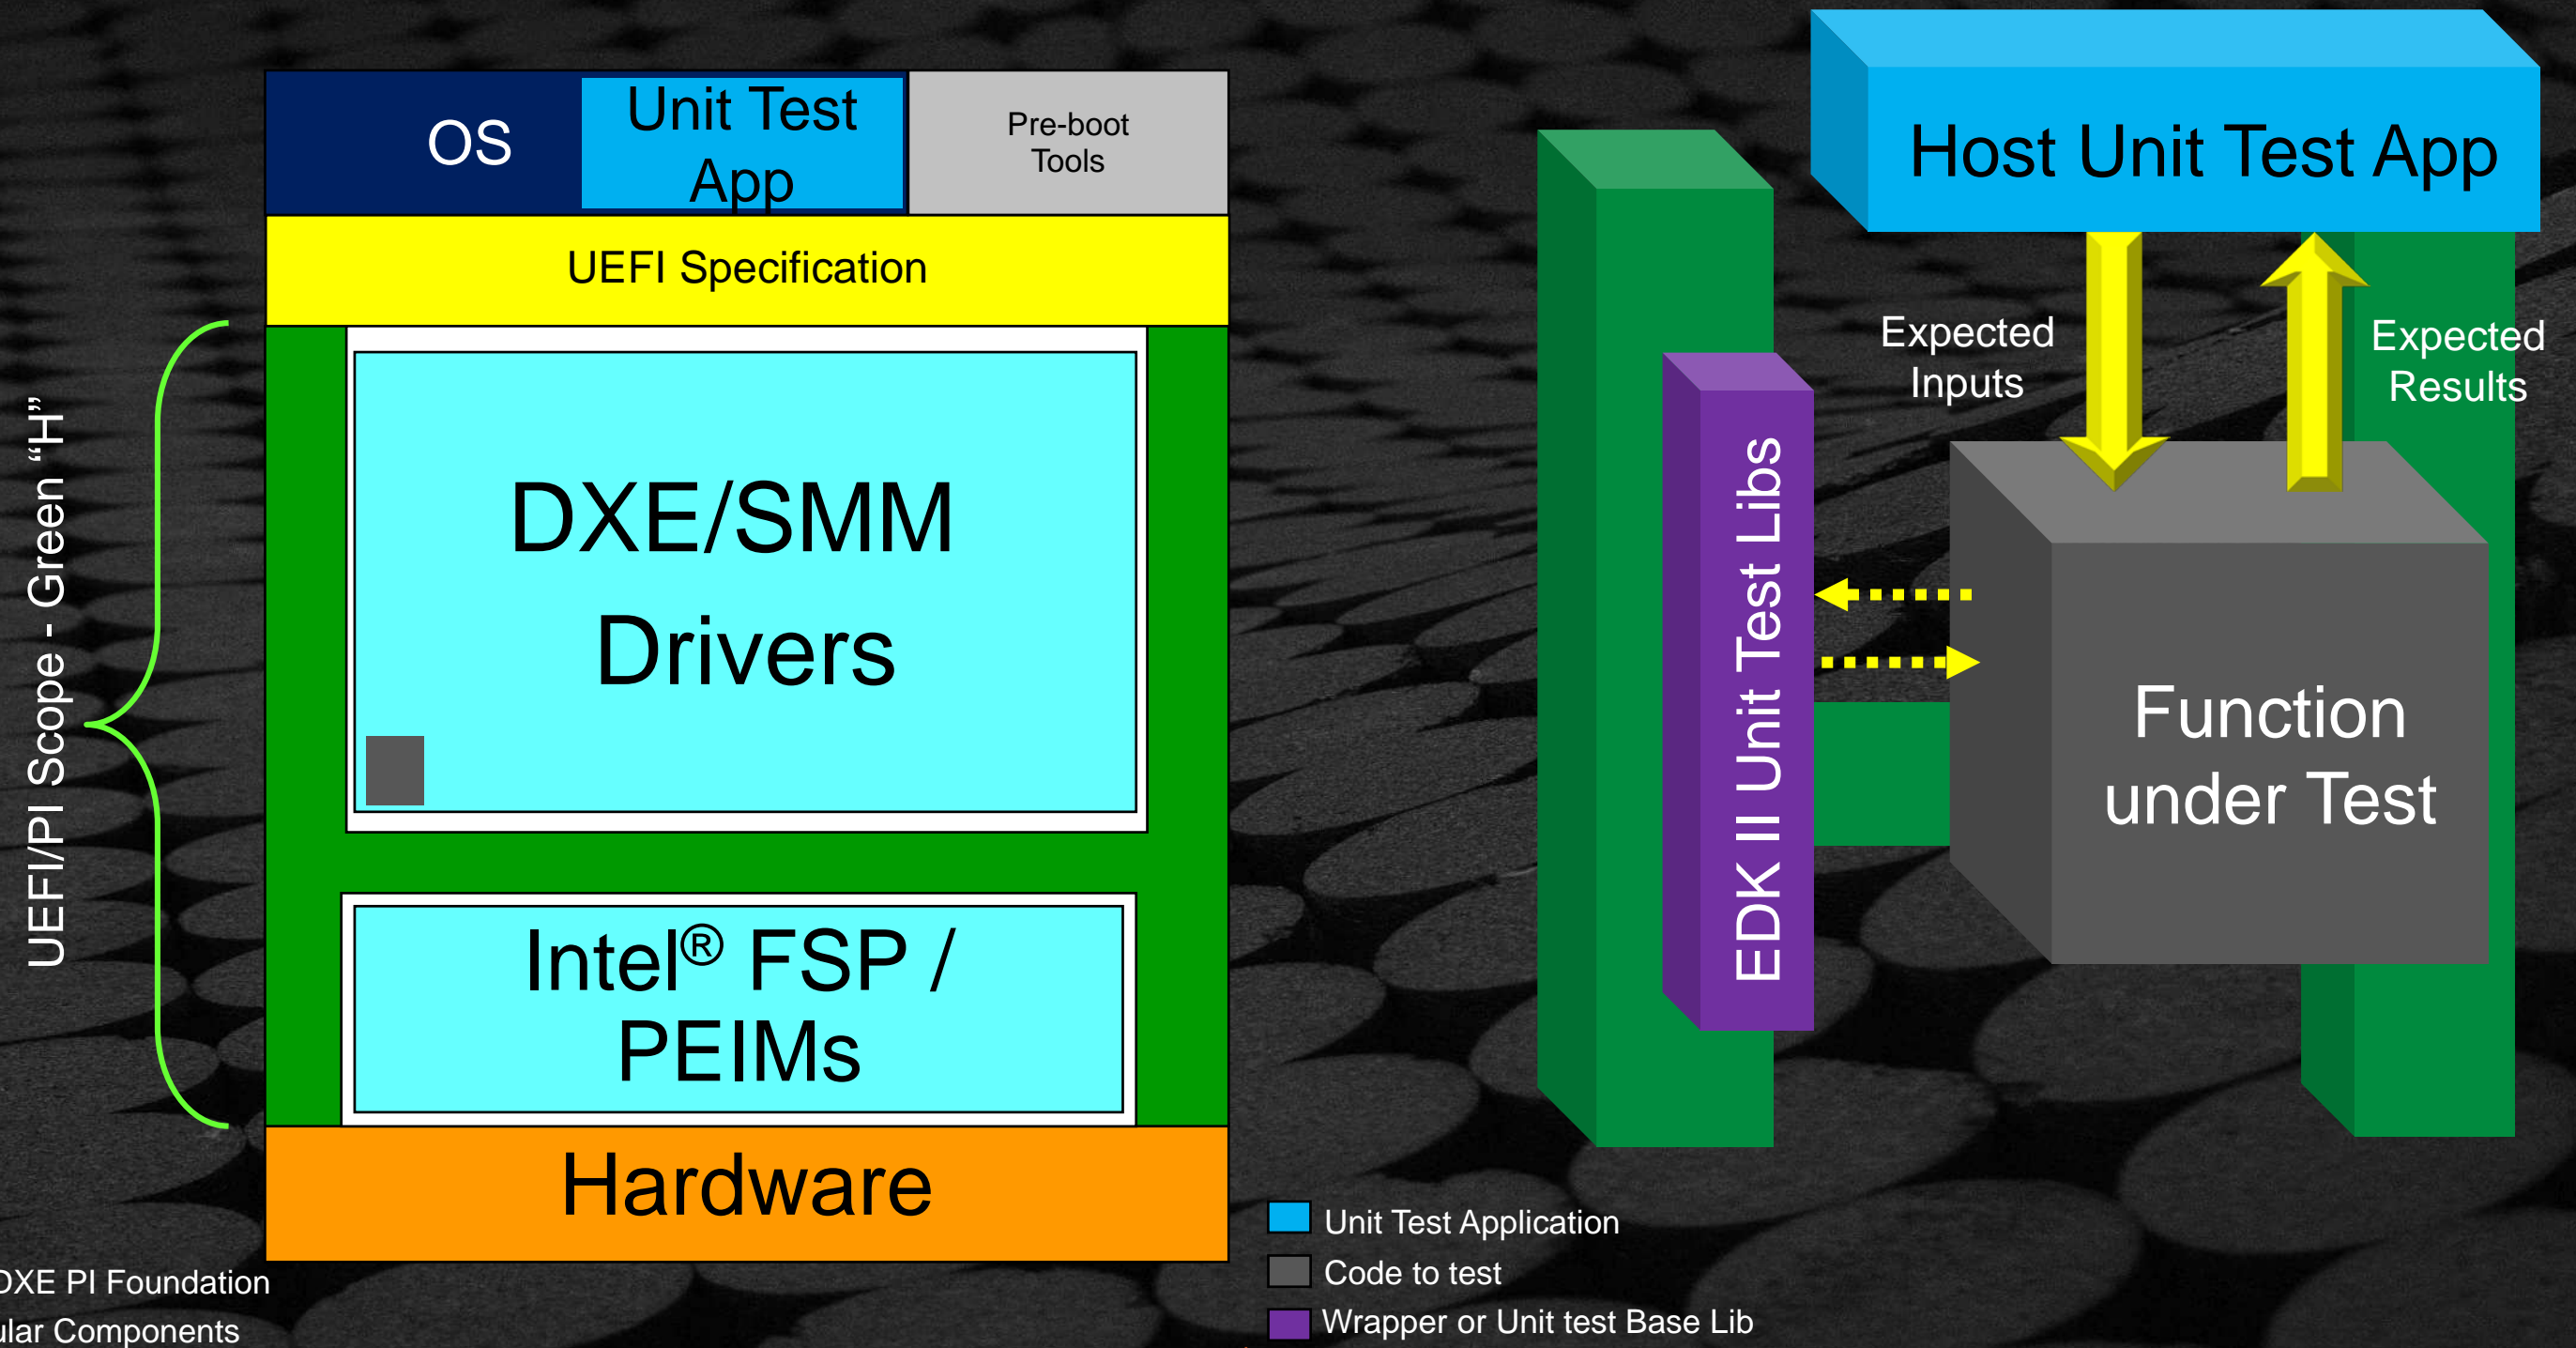 OS
Unit Test
App
Pre-boot
Tools
UEFI Specification
UEFI/PI Scope - Green “H”
DXE/SMM
Drivers
Intel® FSP /
PEIMs
Hardware
DXE PI Foundation
Components
Host Unit Test App
Expected
Inputs
Expected
Results
EDK II Unit Test Libs
Function
under Test
Unit Test Application
Code to test
Wrapper or Unit test Base Lib